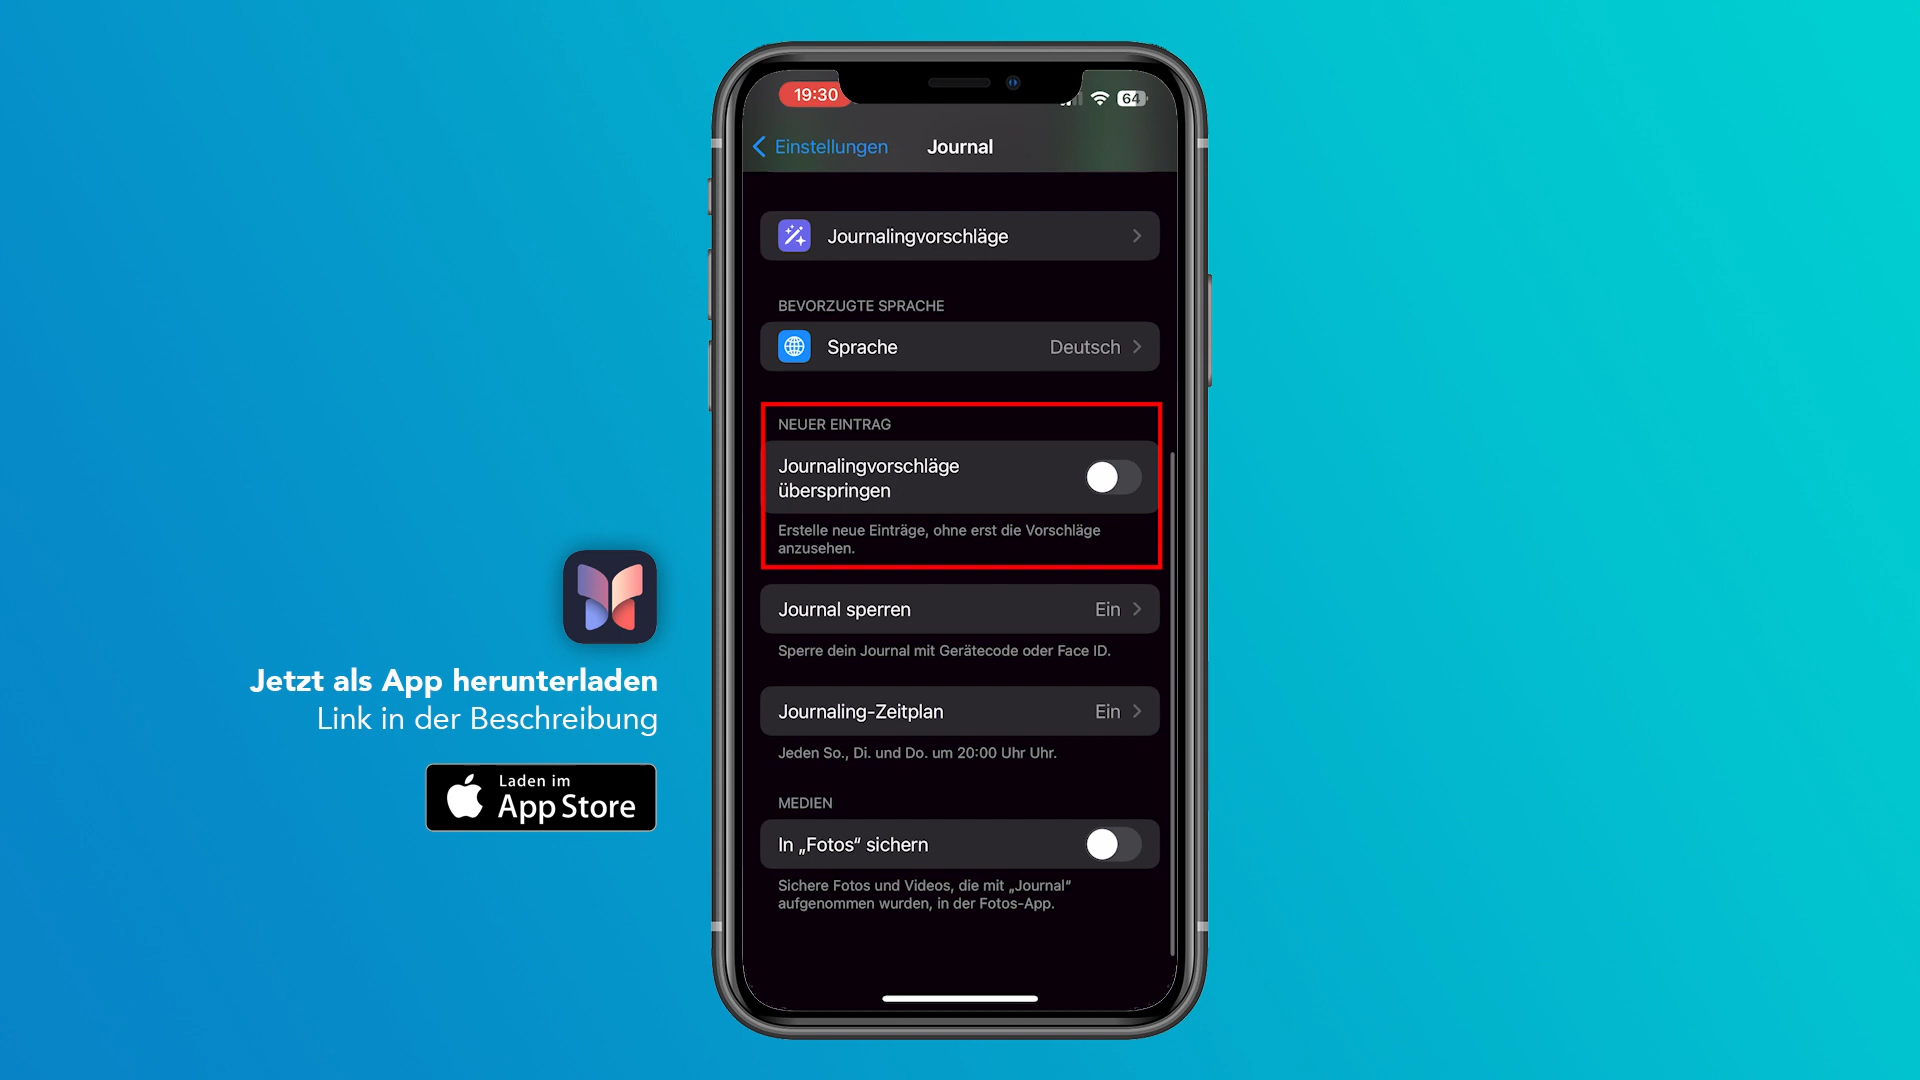 19:30
64
Einstellungen
Journal
Journalingvorschläge
BEVORZUGTE SPRACHE
Sprache
Deutsch
NEUER EINTRAG
Journalingvorschläge
überspringen
Erstelle neue Einträge, ohne erst die Vorschläge
anzusehen.
Journal sperren
Ein
Sperre dein Journal mit Gerätecode oder Face ID.
Journaling-Zeitplan
Ein
Jeden So., Di. und Do. um 20:00 Uhr Uhr.
MEDIEN
In „Fotos“ sichern
Sichere Fotos und Videos, die mit „Journal“
aufgenommen wurden, in der Fotos-App.
Jetzt als App herunterladen
Link in der Beschreibung
Laden im
App Store